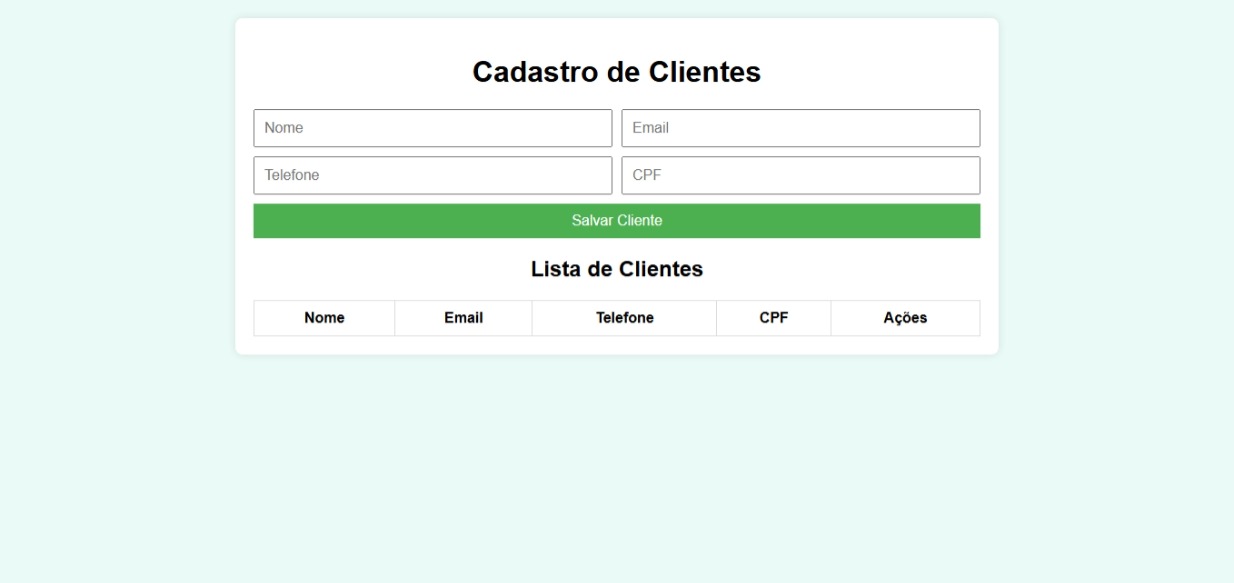 Cadastro de Clientes
Nome Email
Telefone CPF
Salvar Cliente
Lista de Clientes
Nome Email Telefone CPF Ações